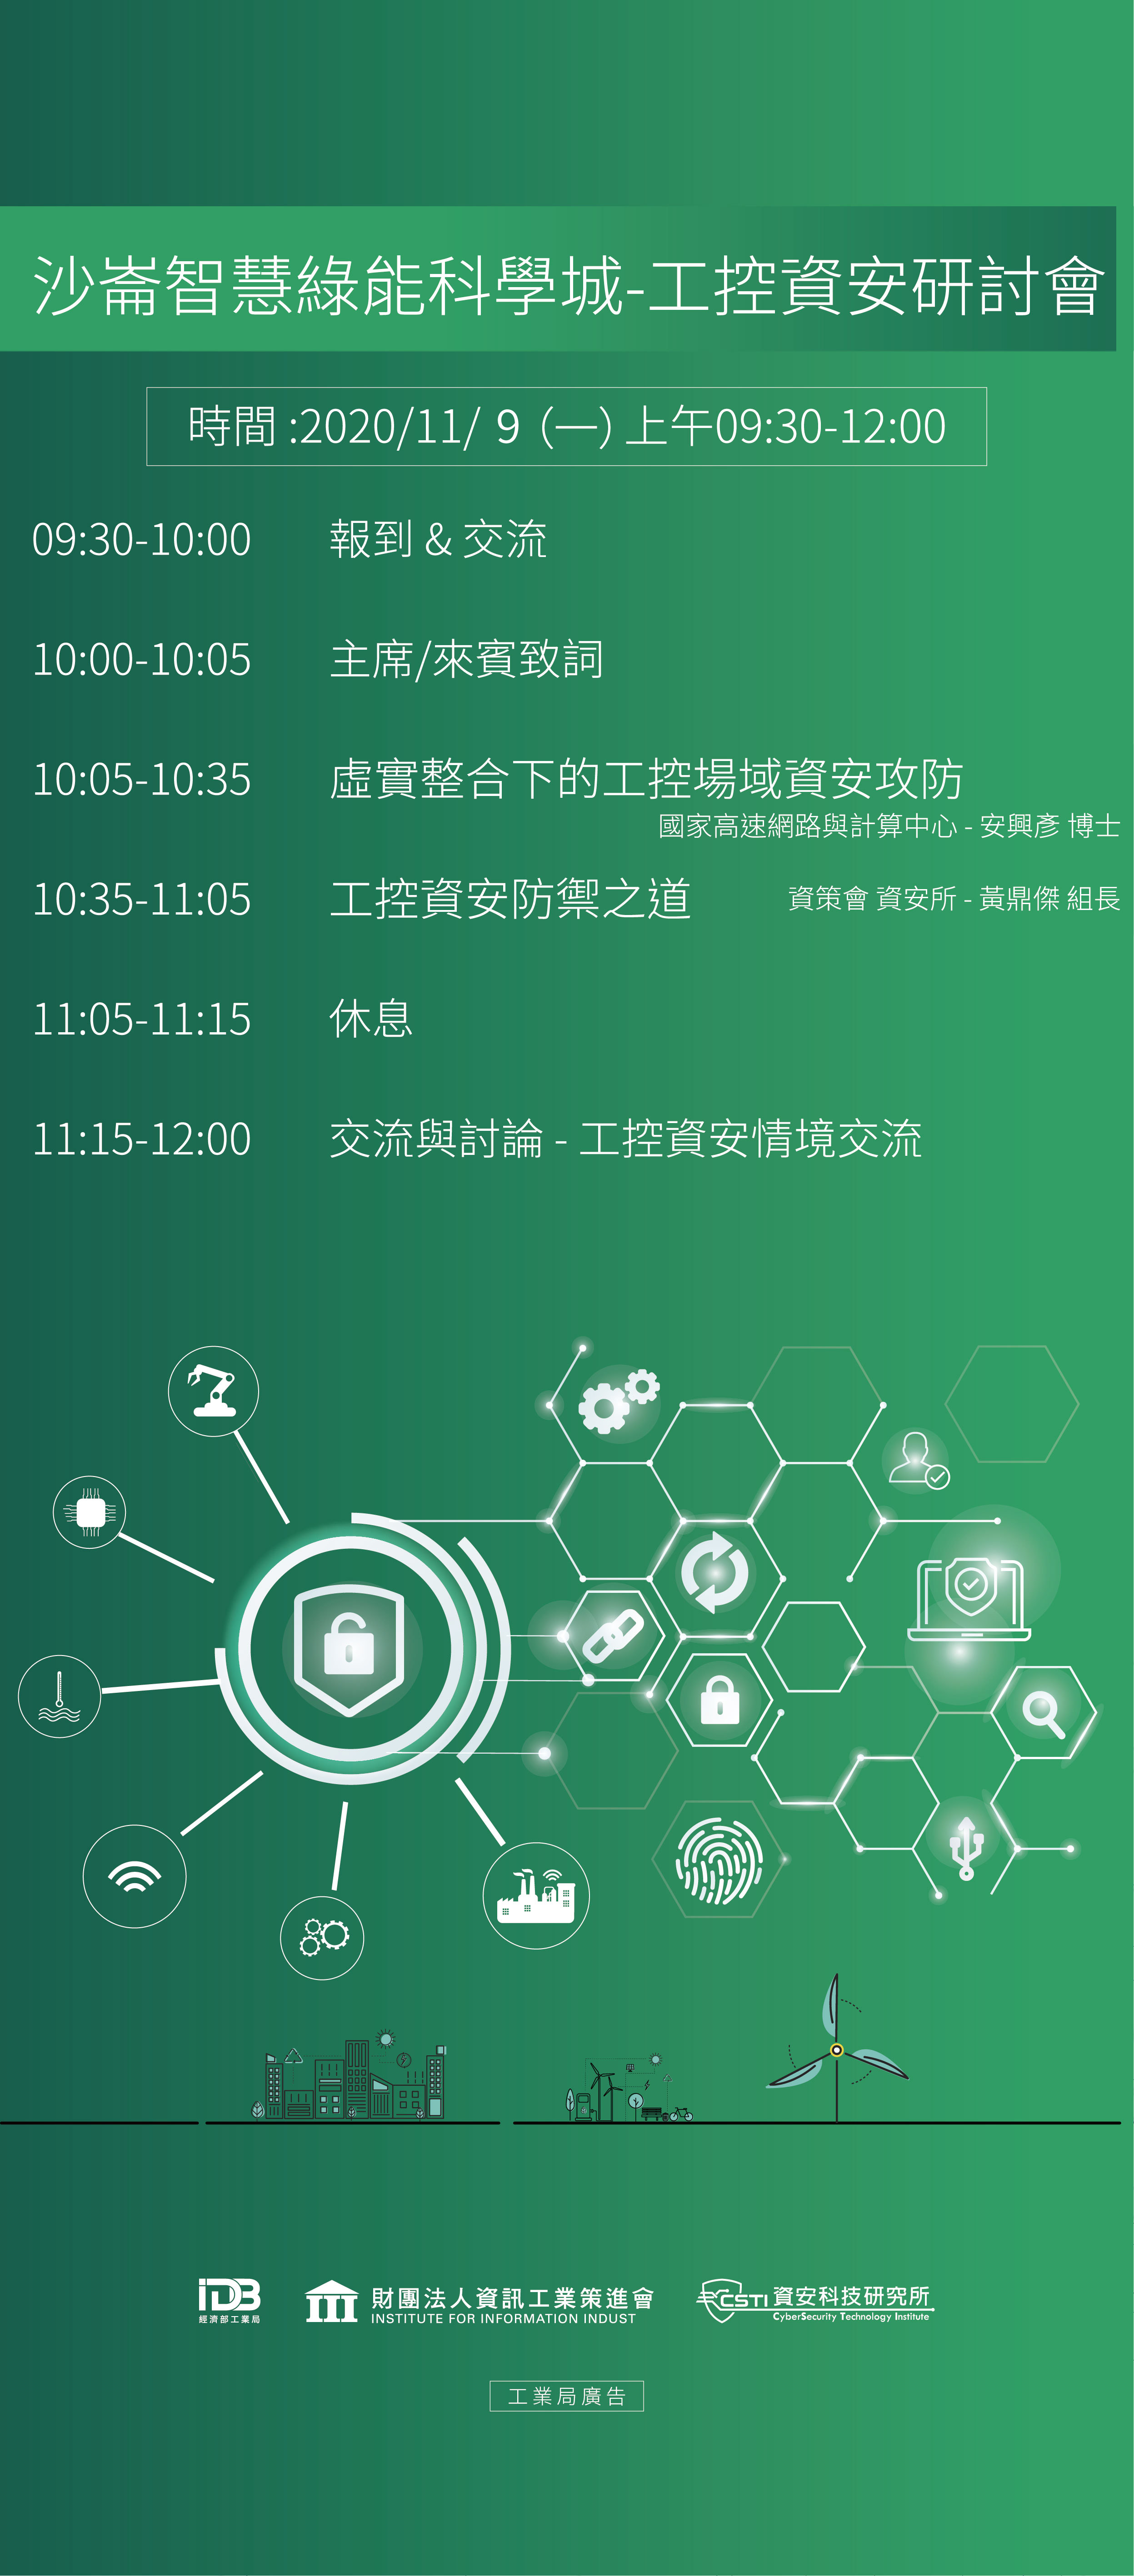 沙崙智慧綠能科學城-工控資安研討會
時間 :2020/11/ 9 (一) 上午09:30-12:00
09:30-10:00 報到 & 交流
10:00-10:05 主席/來賓致詞
10:05-10:35 虛實整合下的工控場域資安攻防
國家高速網路與計算中心 - 安興彥 博士
10:35-11:05 工控資安防禦之道 資策會 資安所 - 黃鼎傑 組長
11:05-11:15 休息
11:15-12:00 交流與討論 - 工控資安情境交流
IDB
經濟部工業局
財團法人資訊工業策進會
INSTITUTE FOR INFORMATION INDUST
CSTI 資安科技研究所
CyberSecurity Technology Institute
工業局廣告